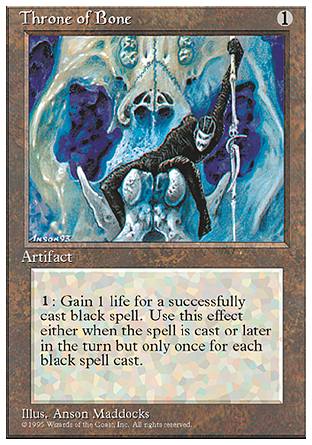 Throne of Bone 1
ANSON 93
Artifact
1: Gain 1 life for a successfully
cast black spell. Use this effect
either when the spell is cast or later
in the turn but only once for each
black spell cast.
Illus. Anson Maddocks
©1995 Wizards of the Coast, Inc. All rights reserved.